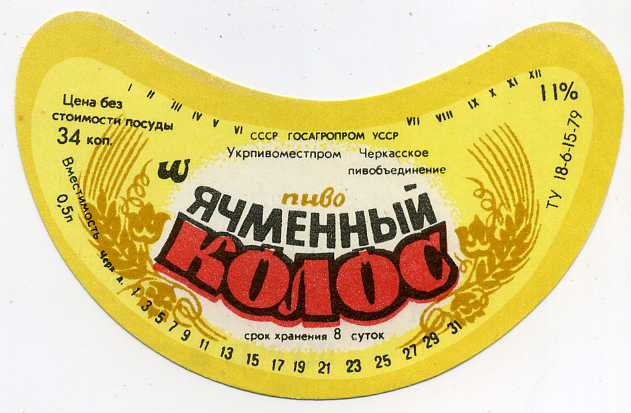 I II III IV V VI VII VIII IX X XI XII
Цена без
стоимости посуды
34 коп.
11%
СССР ГОСАГРОПРОМ УССР
Укрпивоместпром Черкасское
пивобъединение
Вместимость
0,5л
ТУ 18-6-15-79
пиво
ЯЧМЕННЫЙ
КОЛОС
срок хранения 8 суток
1 3 5 7 9 11 13 15 17 19 21 23 25 27 29 31